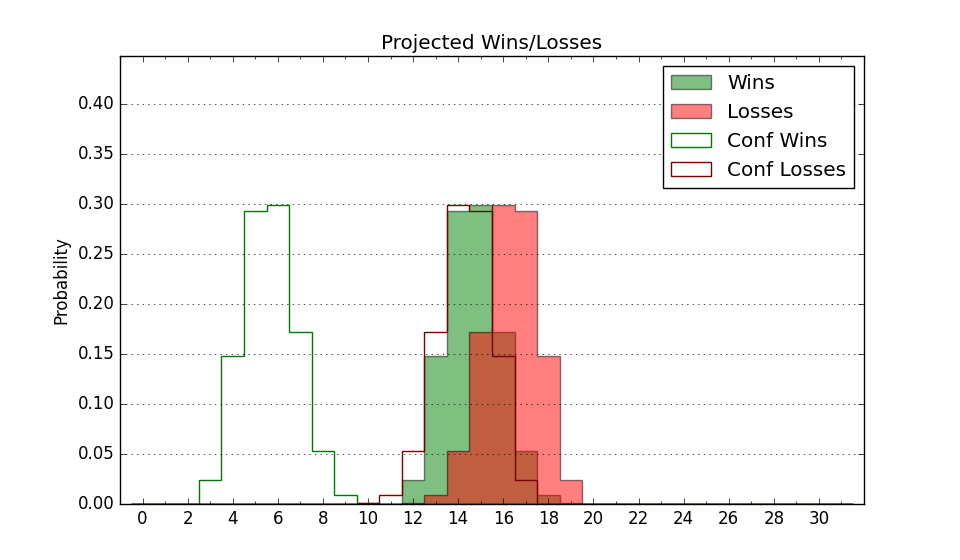 Projected Wins/Losses
Wins
Losses
Conf Wins
Conf Losses
Probability
0.40
0.35
0.30
0.25
0.20
0.15
0.10
0.05
0.00
0 2 4 6 8 10 12 14 16 18 20 22 24 26 28 30